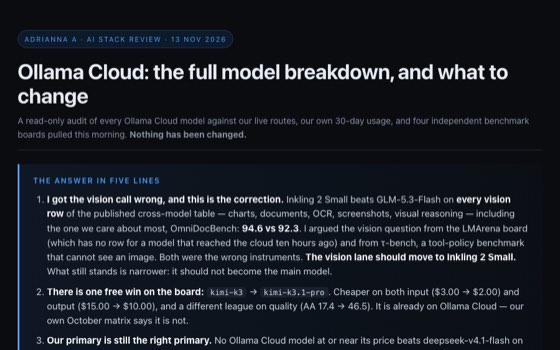 ADRIANNA A · AI STACK REVIEW · 13 NOV 2026
Ollama Cloud: the full model breakdown, and what to
change
A read-only audit of every Ollama Cloud model against our live routes, our own 30-day usage, and four independent benchmark
boards pulled this morning. Nothing has been changed.
THE ANSWER IN FIVE LINES
1. I got the vision call wrong, and this is the correction. Inkling 2 Small beats GLM-5.3-Flash on every vision
row of the published cross-model table — charts, documents, OCR, screenshots, visual reasoning — including
the one we care about most, OmniDocBench: 94.6 vs 92.3. I argued the vision question from the LMArena board
(which has no row for a model that reached the cloud ten hours ago) and from τ-bench, a tool-policy benchmark
that cannot see an image. Both were the wrong instruments. The vision lane should move to Inkling 2 Small.
What still stands is narrower: it should not become the main model.
2. There is one free win on the board: kimi-k3 → kimi-k3.1-pro. Cheaper on both input ($3.00 → $2.00) and
output ($15.00 → $10.00), and a different league on quality (AA 17.4 → 46.5). It is already on Ollama Cloud — our
own October matrix says it is not.
3. Our primary is still the right primary. No Ollama Cloud model at or near its price beats deepseek-v4.1-flash on